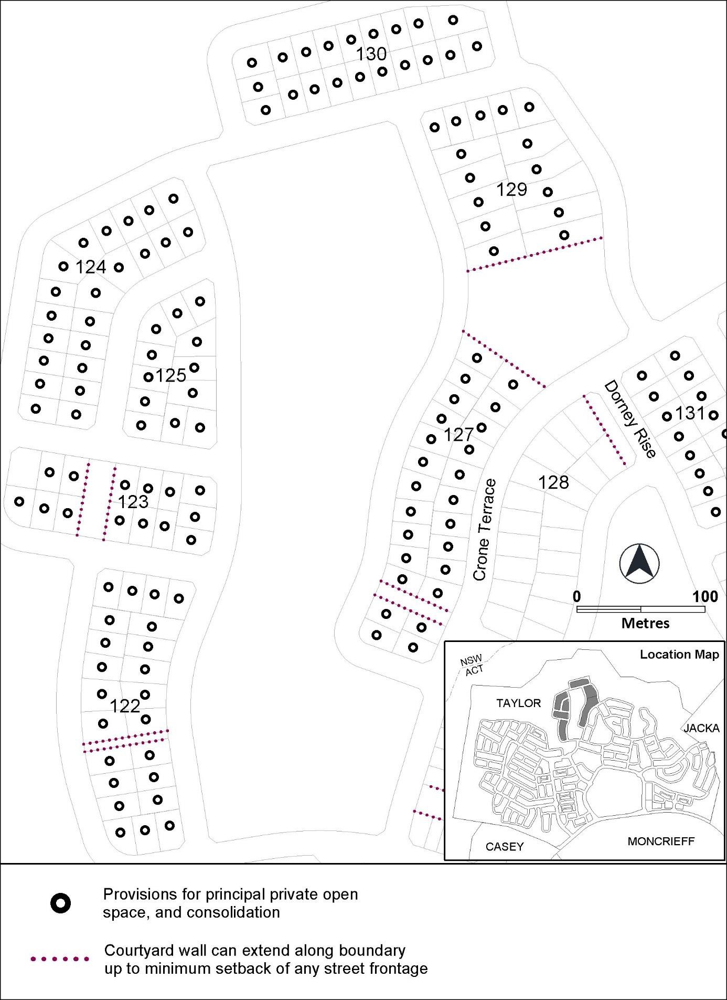 130
129
124
125
131
Dorney Rise
127
128
123
Crone Terrace
0 100
Metres
122
Location Map
NSW
ACT
TAYLOR
JACKA
MONCRIEFF
CASEY
Provisions for principal private open
space, and consolidation
Courtyard wall can extend along boundary
up to minimum setback of any street frontage